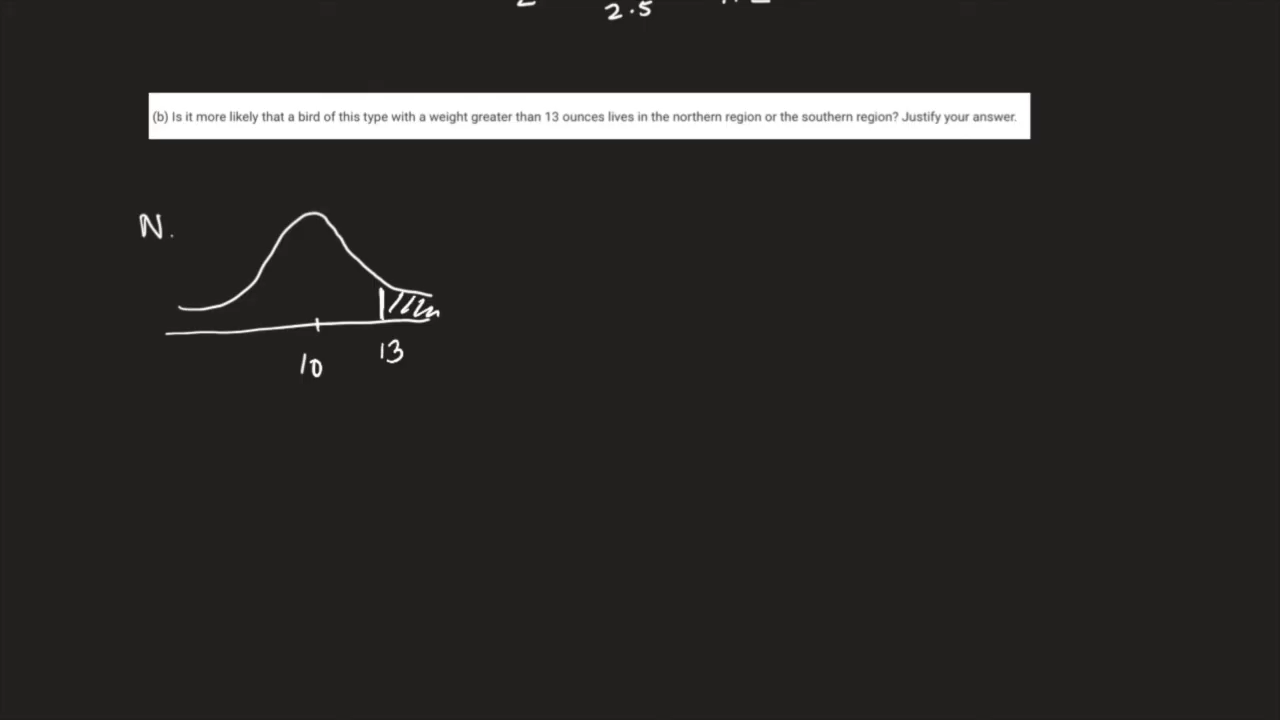 2.5
(b) Is it more likely that a bird of this type with a weight greater than 13 ounces lives in the northern region or the southern region? Justify your answer.
N.
13
10